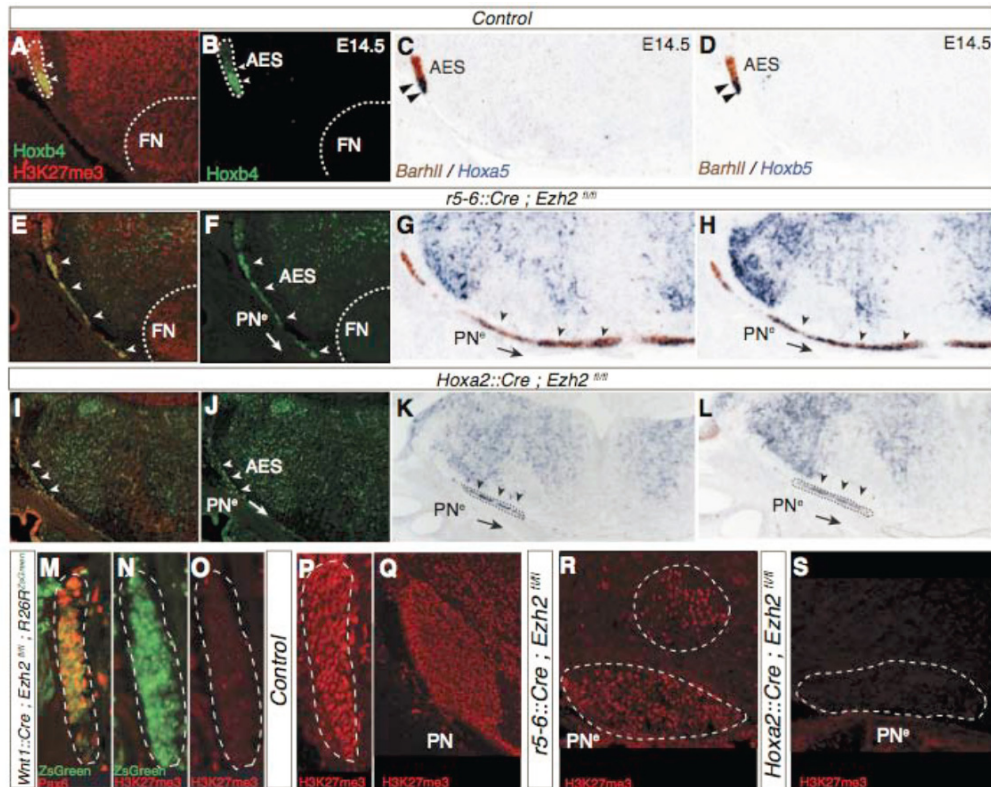 Control
A B E14.5 C E14.5 D E14.5
AES AES AES
FN FN
Hoxb4
H3K27me3 Hoxb4 Barhll / Hoxa5 Barhll / Hoxb5
r5-6::Cre ; Ezh2 fl/fl
E F G H
AES
PNe PNe PNe
FN FN
Hoxa2::Cre ; Ezh2 fl/fl
I J K L
AES
PNe PNe PNe
Wnt1::Cre ; Ezh2 fl/fl ; R26R ZsGreen
M N O
ZsGreen ZsGreen
Pax6 H3K27me3 H3K27me3
Control
P Q
PN
H3K27me3
r5-6::Cre ; Ezh2 fl/fl
R
PNe
H3K27me3
Hoxa2::Cre ; Ezh2 fl/fl
S
PNe
H3K27me3